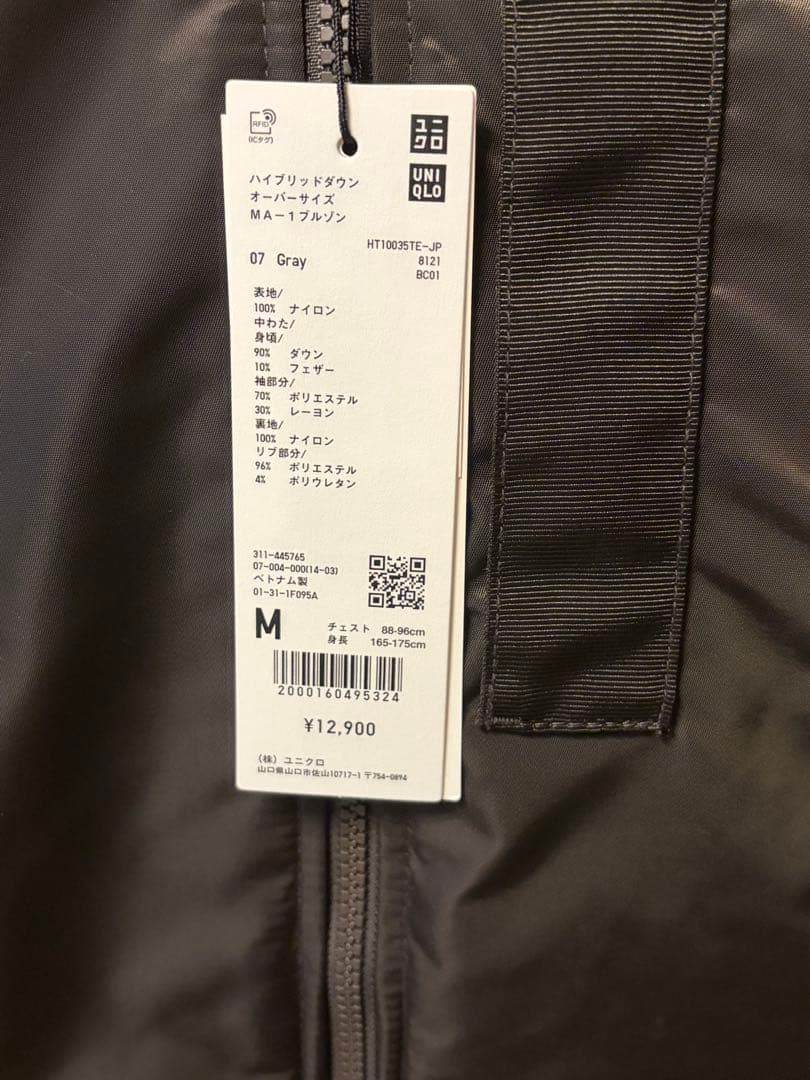 RFID
(ICタグ)
ユニ
クロ
UNI
QLO
ハイブリッドダウン
オーバーサイズ
MA-1ブルゾン
HT10035TE-JP
07 Gray
8121
BC01
表地/
100% ナイロン
中わた/
身頃/
90% ダウン
10% フェザー
袖部分/
70% ポリエステル
30% レーヨン
裏地/
100% ナイロン
リブ部分/
96% ポリエステル
4% ポリウレタン
311-445765
07-004-000(14-03)
ベトナム製
01-31-1F095A
M
チェスト 88-96cm
身長 165-175cm
2000160495324
¥12,900
(株) ユニクロ
山口県山口市佐山10717-1 〒754-0894